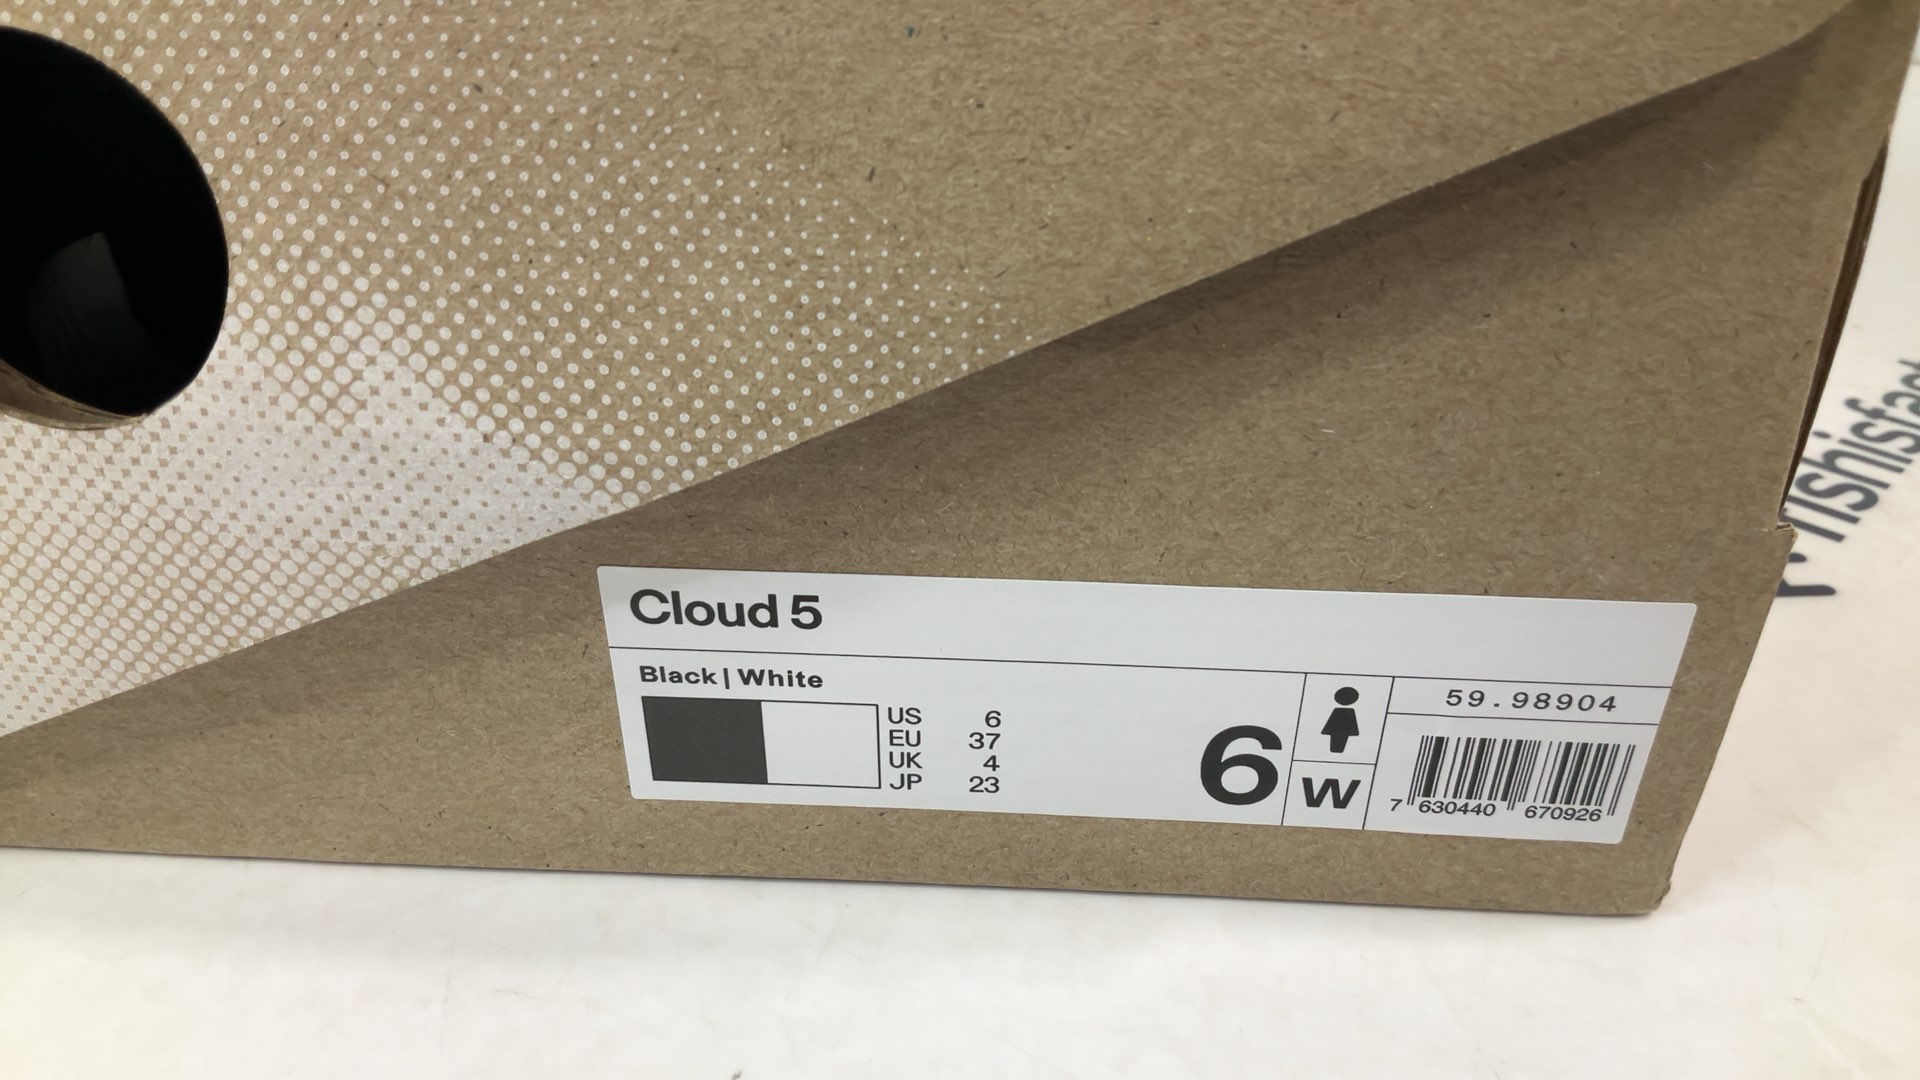 Cloud 5
Black | White
US 6
EU 37
UK 4
JP 23
6
W
59.98904
7 630440 670926